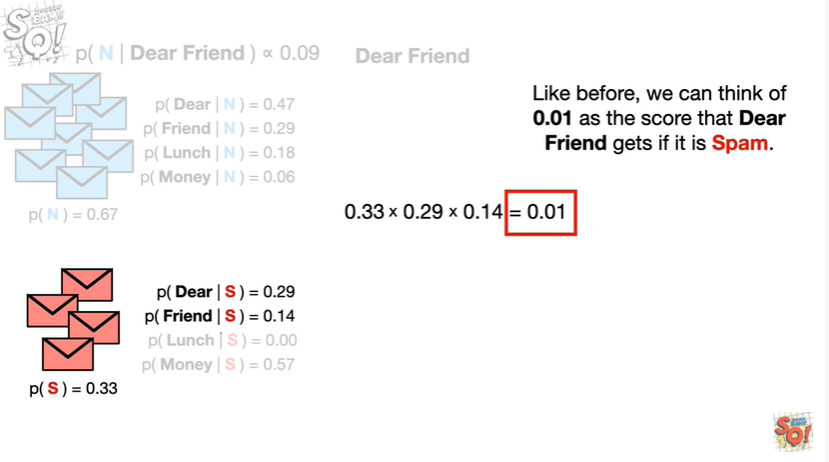 p( N | Dear Friend ) ∝ 0.09
Dear Friend
p( Dear | N ) = 0.47
p( Friend | N ) = 0.29
p( Lunch | N ) = 0.18
p( Money | N ) = 0.06
p( N ) = 0.67
Like before, we can think of
0.01 as the score that Dear
Friend gets if it is Spam.
0.33 x 0.29 x 0.14 = 0.01
p( Dear | S ) = 0.29
p( Friend | S ) = 0.14
p( Lunch | S ) = 0.00
p( Money | S ) = 0.57
p( S ) = 0.33
SQ!